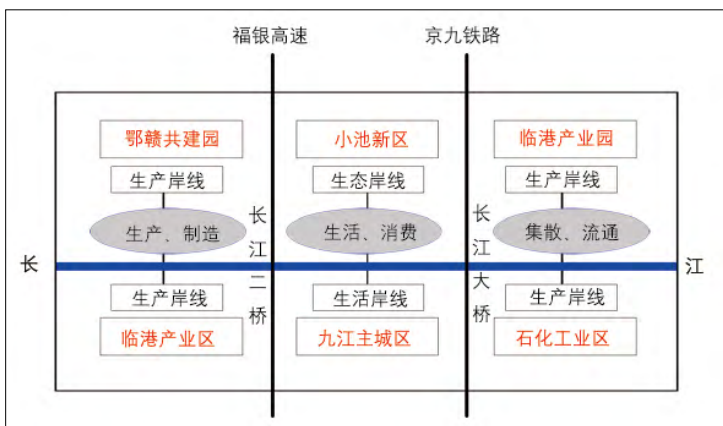 福银高速
京九铁路
鄂赣共建园
小池新区
临港产业园
生产岸线
生态岸线
生产岸线
生产、制造
生活、消费
集散、流通
长江二桥
长江大桥
长
江
生产岸线
生活岸线
生产岸线
临港产业区
九江主城区
石化工业区